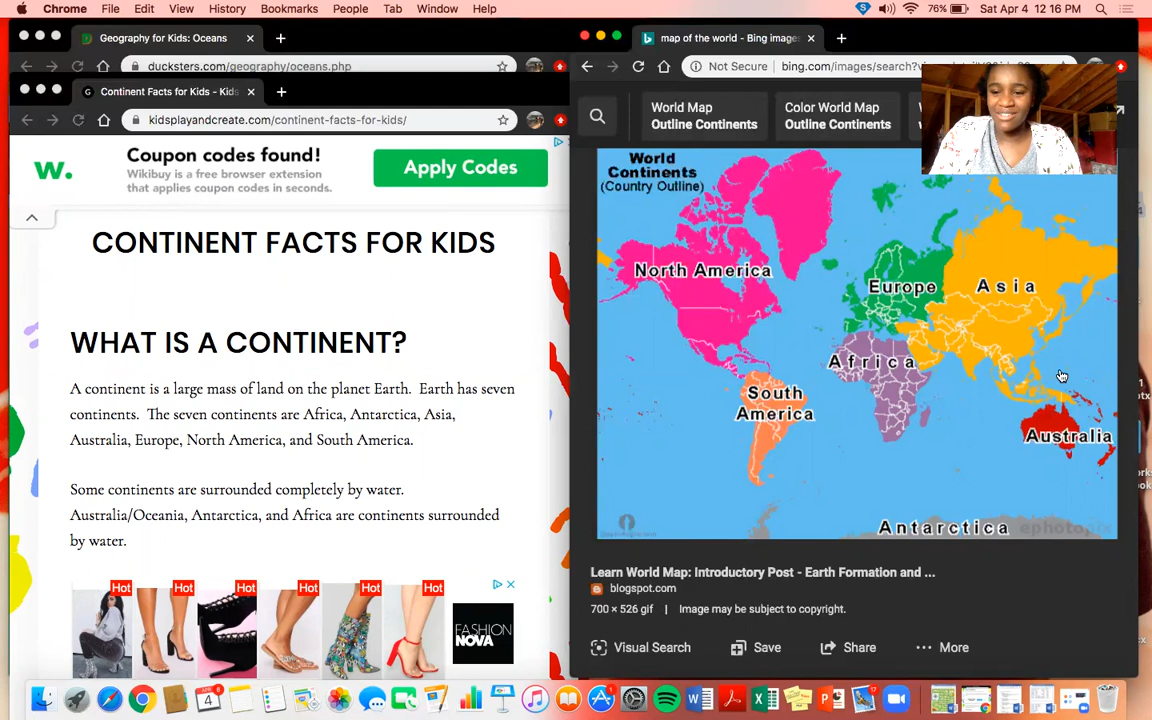 Chrome File Edit View History Bookmarks People Tab Window Help
76% Sat Apr 4 12:16 PM
Geography for Kids: Oceans
ducksters.com/geography/oceans.php
Continent Facts for Kids - Kids
kidsplayandcreate.com/continent-facts-for-kids/
w.
Coupon codes found!
Wikibuy is a free browser extension
that applies coupon codes in seconds.
Apply Codes
CONTINENT FACTS FOR KIDS
WHAT IS A CONTINENT?
A continent is a large mass of land on the planet Earth. Earth has seven
continents. The seven continents are Africa, Antarctica, Asia,
Australia, Europe, North America, and South America.
Some continents are surrounded completely by water.
Australia/Oceania, Antarctica, and Africa are continents surrounded
by water.
Hot Hot Hot Hot Hot Hot
FASHION
NOVA
map of the world - Bing images
Not Secure bing.com/images/search?
World Map
Outline Continents
Color World Map
Outline Continents
World
Continents
(Country Outline)
North America
Europe
Asia
Africa
South
America
Australia
Antarctica
ephotopix
Learn World Map: Introductory Post - Earth Formation and ...
blogspot.com
700 × 526 gif | Image may be subject to copyright.
Visual Search Save Share More